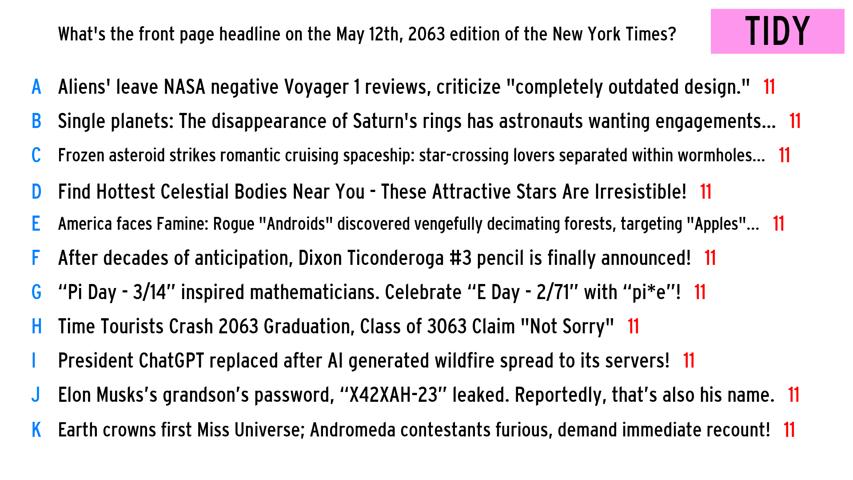 What's the front page headline on the May 12th, 2063 edition of the New York Times? TIDY
A Aliens' leave NASA negative Voyager 1 reviews, criticize "completely outdated design." 11
B Single planets: The disappearance of Saturn's rings has astronauts wanting engagements... 11
C Frozen asteroid strikes romantic cruising spaceship: star-crossing lovers separated within wormholes... 11
D Find Hottest Celestial Bodies Near You - These Attractive Stars Are Irresistible! 11
E America faces Famine: Rogue "Androids" discovered vengefully decimating forests, targeting "Apples"... 11
F After decades of anticipation, Dixon Ticonderoga #3 pencil is finally announced! 11
G “Pi Day - 3/14” inspired mathematicians. Celebrate “E Day - 2/71” with “pi*e”! 11
H Time Tourists Crash 2063 Graduation, Class of 3063 Claim "Not Sorry" 11
I President ChatGPT replaced after AI generated wildfire spread to its servers! 11
J Elon Musks’s grandson’s password, “X42XAH-23” leaked. Reportedly, that’s also his name. 11
K Earth crowns first Miss Universe; Andromeda contestants furious, demand immediate recount! 11